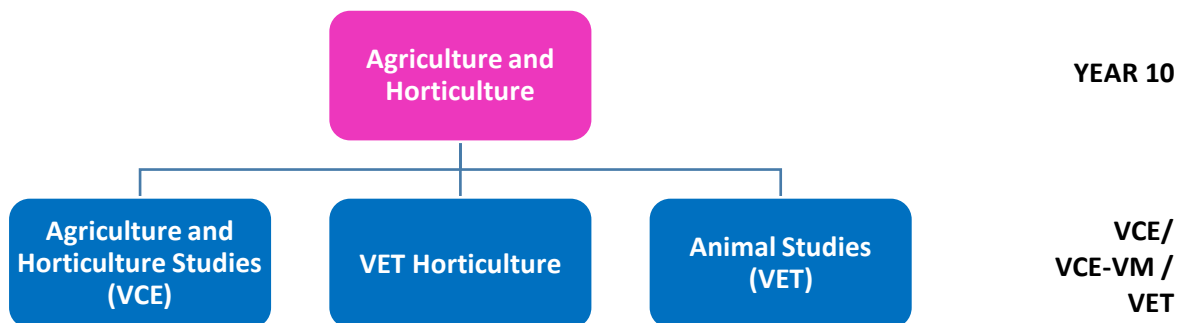 Agriculture and
Horticulture
YEAR 10
Agriculture and
Horticulture Studies
(VCE)
VET Horticulture
Animal Studies
(VET)
VCE/
VCE-VM /
VET